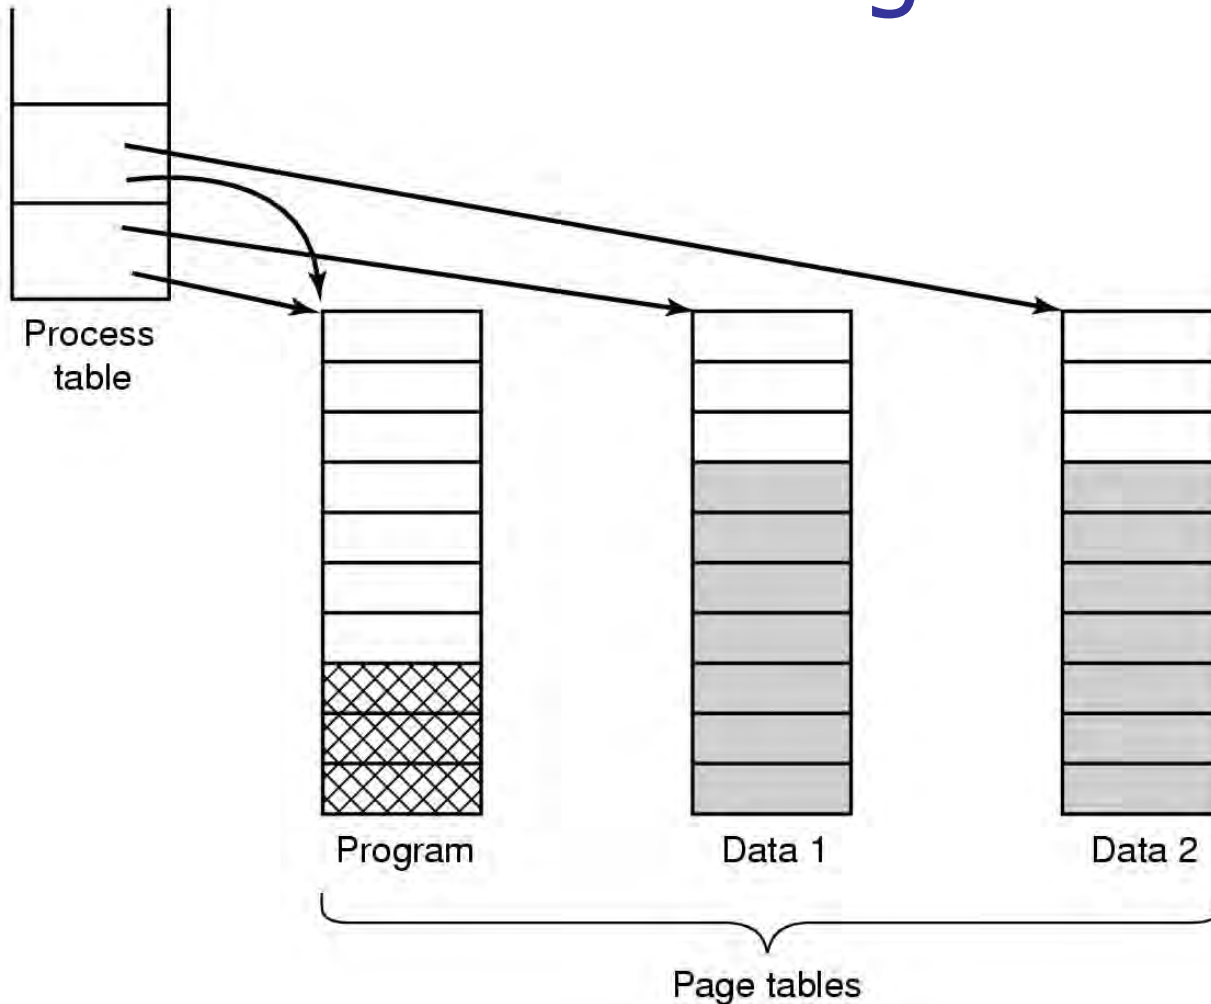 g
Process
table
Program
Data 1
Data 2
Page tables